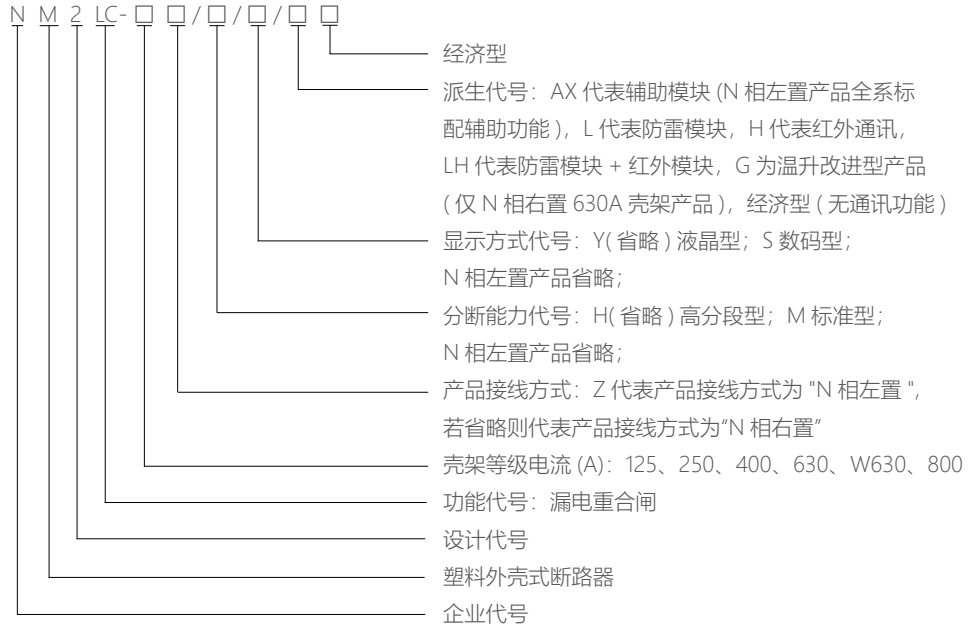 N M 2 LC-□ □/□/□/□ □
经济型
派生代号：AX 代表辅助模块 (N 相左置产品全系标
配辅助功能 )，L 代表防雷模块，H 代表红外通讯，
LH 代表防雷模块 + 红外模块，G 为温升改进型产品
( 仅 N 相右置 630A 壳架产品 )，经济型 ( 无通讯功能 )
显示方式代号：Y( 省略 ) 液晶型；S 数码型；
N 相左置产品省略；
分断能力代号：H( 省略 ) 高分段型；M 标准型；
N 相左置产品省略；
产品接线方式：Z 代表产品接线方式为 "N 相左置 "，
若省略则代表产品接线方式为“N 相右置”
壳架等级电流 (A)：125、250、400、630、W630、800
功能代号：漏电重合闸
设计代号
塑料外壳式断路器
企业代号